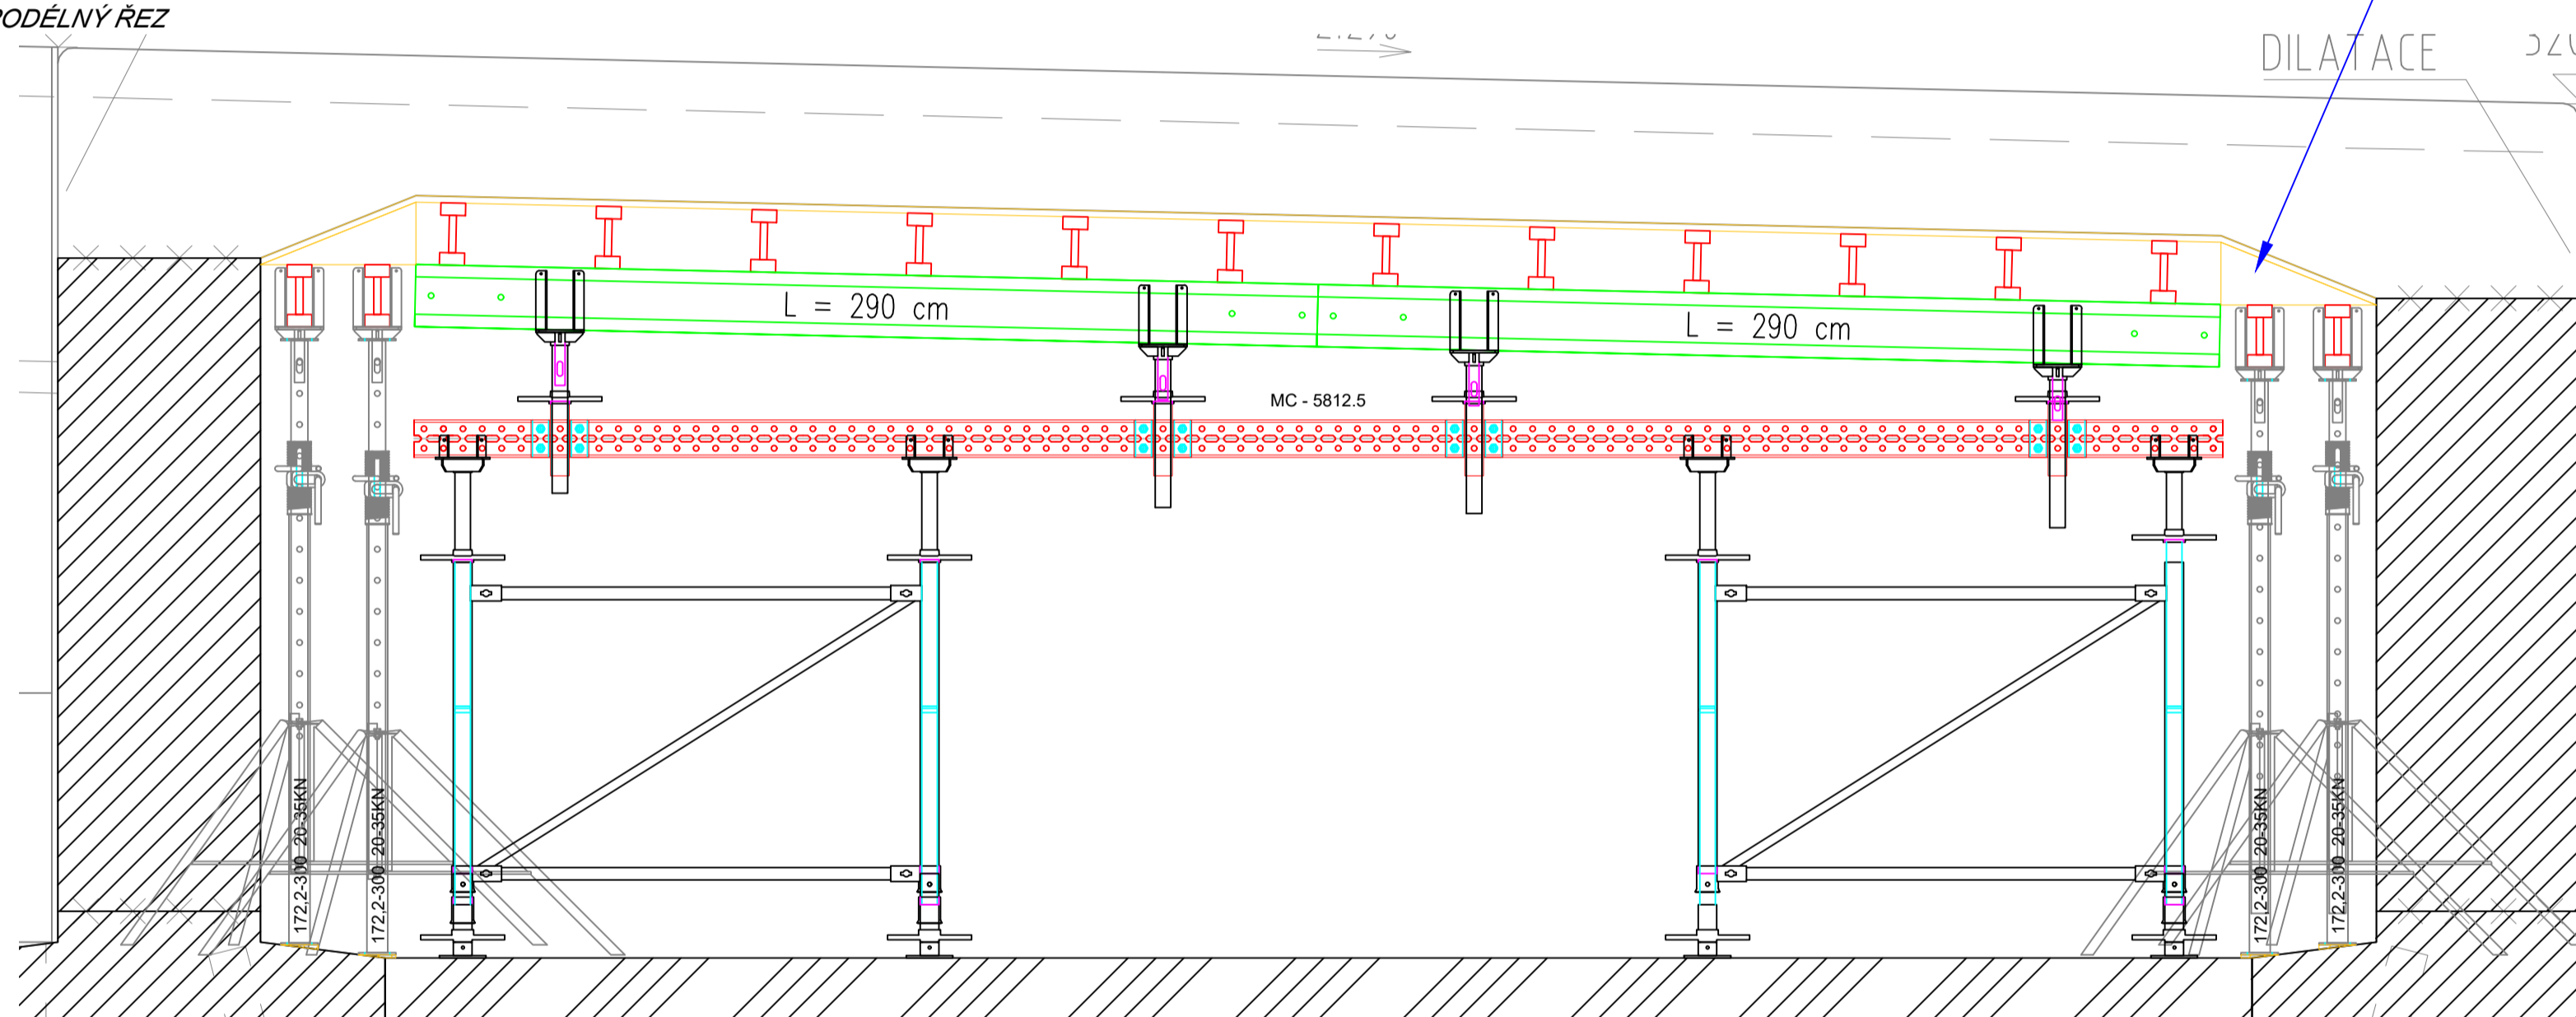 PODÉLNÝ ŘEZ
DILATACE
L = 290 cm
L = 290 cm
MC - 5812.5
172,2-300 20-35KN
172,2-300 20-35KN
172,2-300 20-35KN
172,2-300 20-35KN